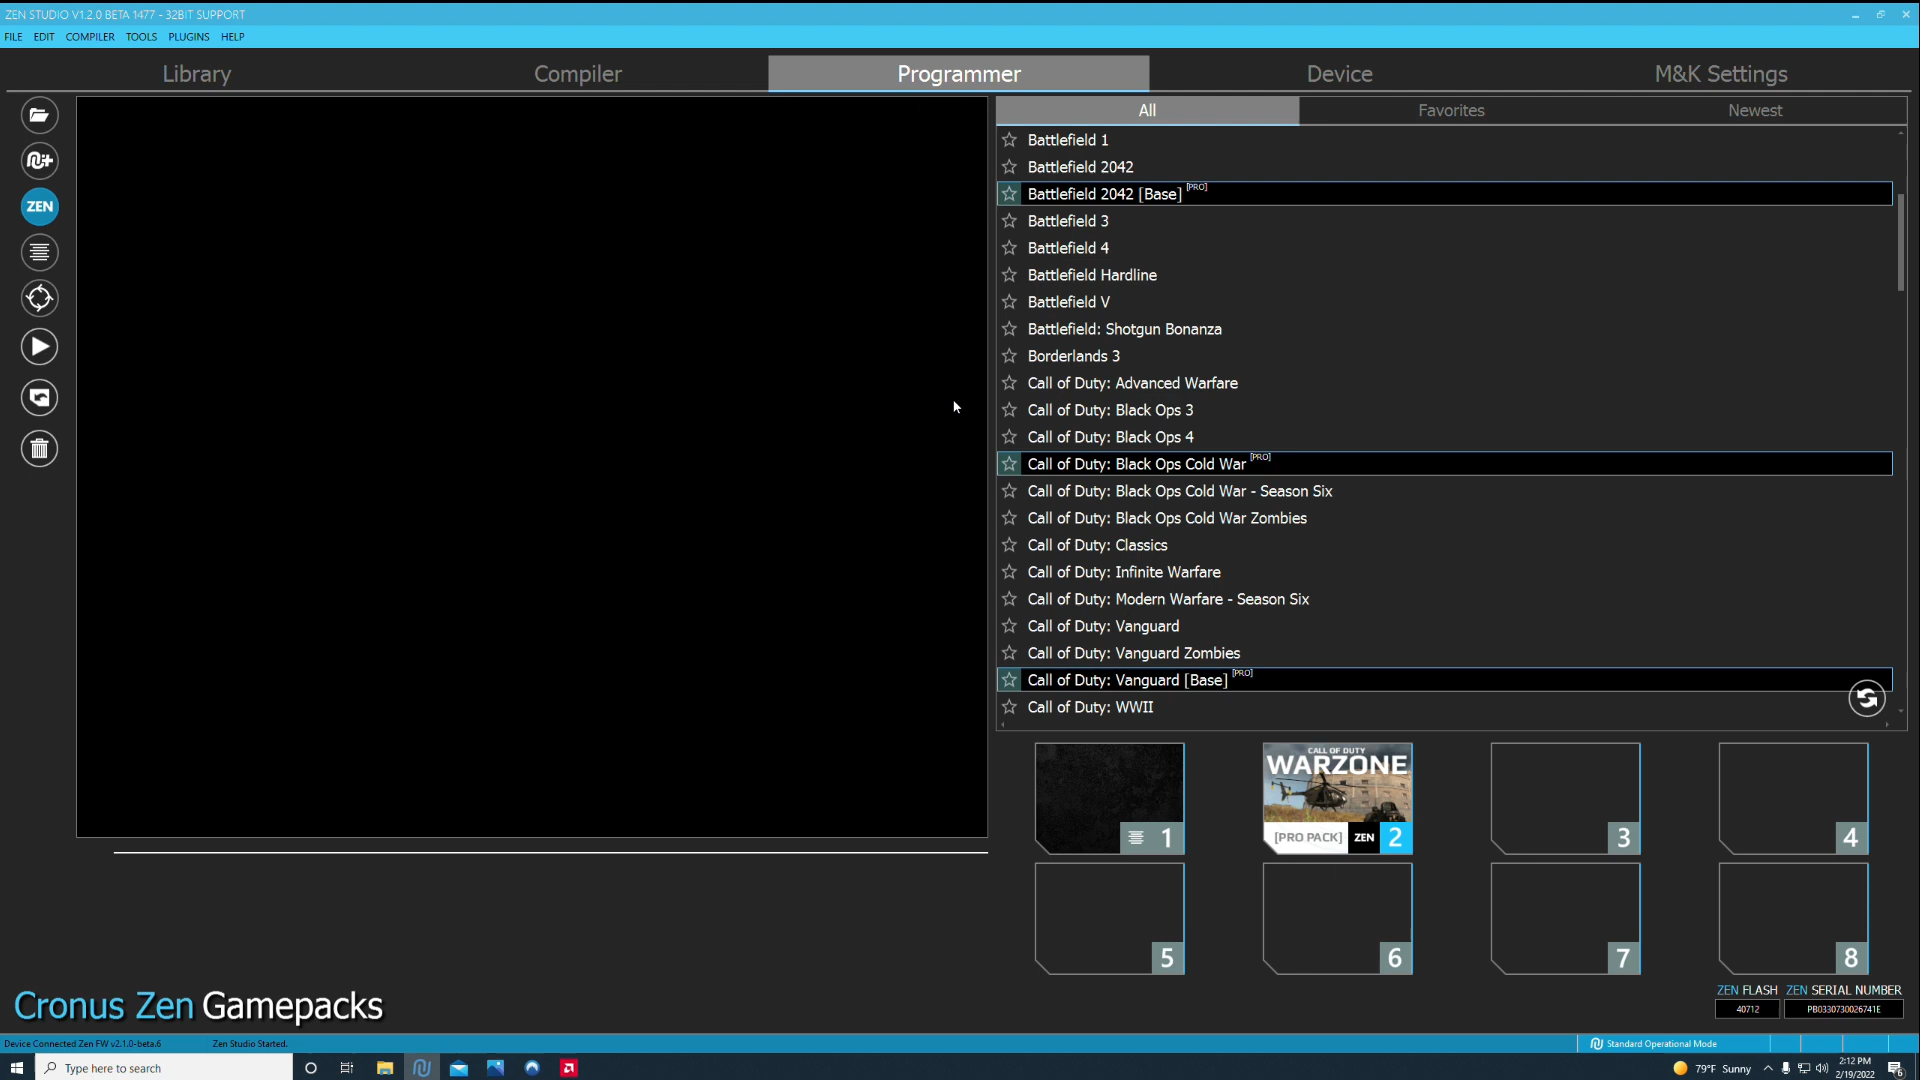 ZEN STUDIO V1.2.0 BETA 1477 - 32BIT SUPPORT
FILE EDIT COMPILER TOOLS PLUGINS HELP
Library Compiler Programmer Device M&K Settings
All Favorites Newest
Battlefield 1
Battlefield 2042
Battlefield 2042 [Base] [PRO]
Battlefield 3
Battlefield 4
Battlefield Hardline
Battlefield V
Battlefield: Shotgun Bonanza
Borderlands 3
Call of Duty: Advanced Warfare
Call of Duty: Black Ops 3
Call of Duty: Black Ops 4
Call of Duty: Black Ops Cold War [PRO]
Call of Duty: Black Ops Cold War - Season Six
Call of Duty: Black Ops Cold War Zombies
Call of Duty: Classics
Call of Duty: Infinite Warfare
Call of Duty: Modern Warfare - Season Six
Call of Duty: Vanguard
Call of Duty: Vanguard Zombies
Call of Duty: Vanguard [Base] [PRO]
Call of Duty: WWII
ZEN
CALL OF DUTY
WARZONE
1 [PRO PACK] ZEN 2 3 4
5 6 7 8
Cronus Zen Gamepacks
ZEN FLASH ZEN SERIAL NUMBER
40712 PB0330730026741E
Device Connected Zen FW v2.1.0-beta.6 Zen Studio Started. Standard Operational Mode
Type here to search 79°F Sunny 2:12 PM
2/19/2022 6